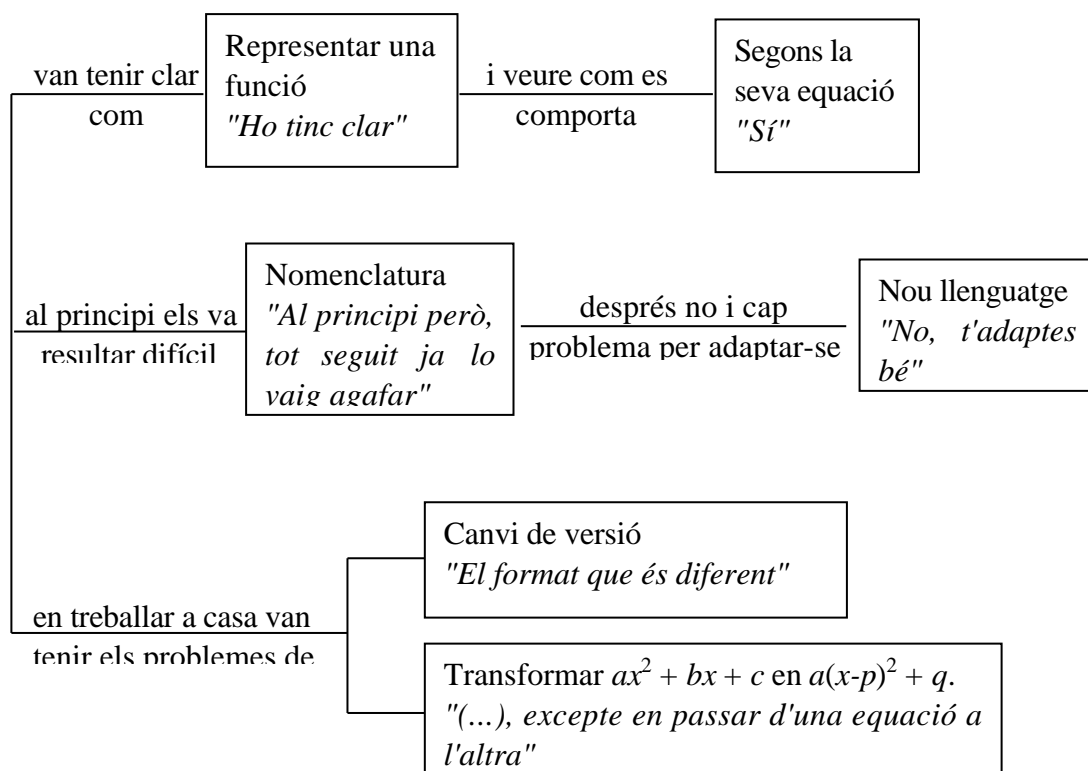 van tenir clar
com
Representar una
funció
"Ho tinc clar"
i veure com es
comporta
Segons la
seva equació
"Sí"
al principi els va
resultar difícil
Nomenclatura
"Al principi però,
tot seguit ja lo
vaig agafar"
després no i cap
problema per adaptar-se
Nou llenguatge
"No, t'adaptes
bé"
en treballar a casa van
tenir els problemes de
Canvi de versió
"El format que és diferent"
Transformar ax² + bx + c en a(x-p)² + q.
"(...), excepte en passar d'una equació a
l'altra"